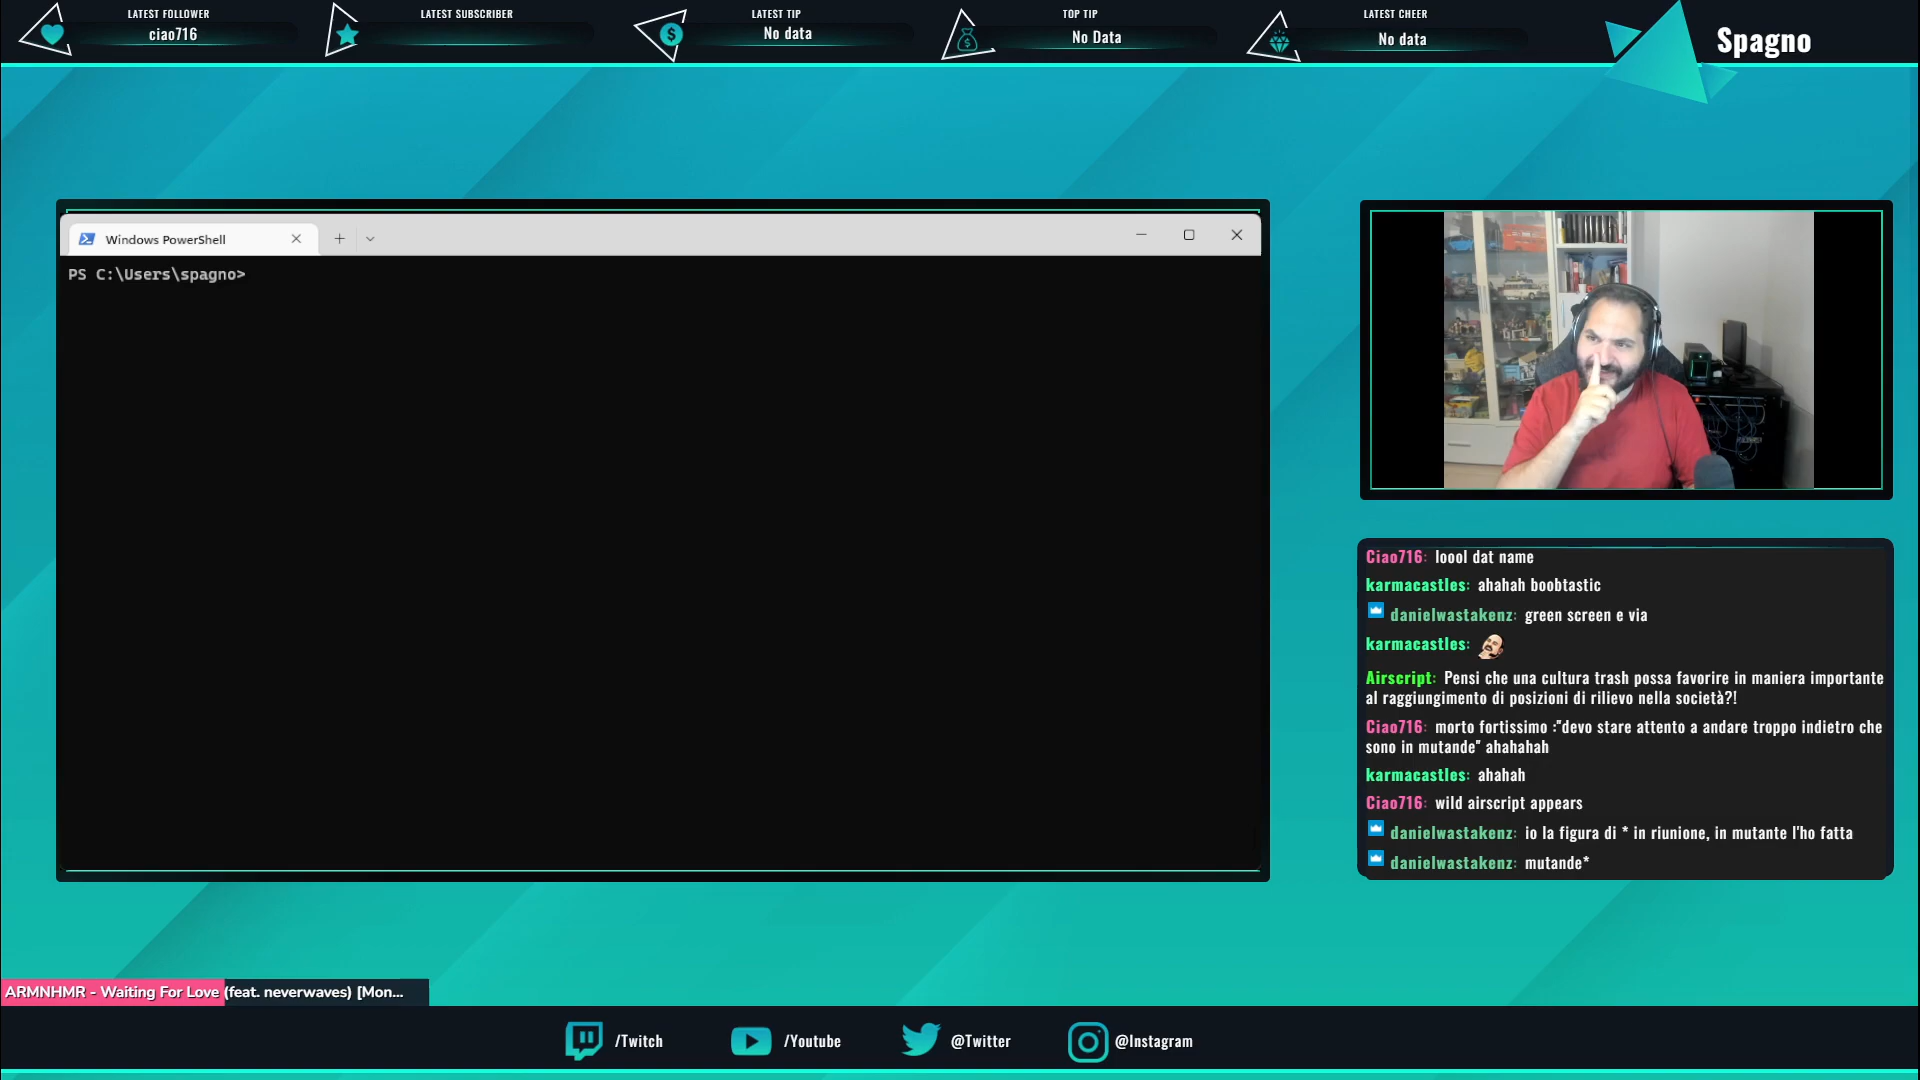 LATEST FOLLOWER
ciao716
LATEST SUBSCRIBER
LATEST TIP
No data
TOP TIP
No Data
LATEST CHEER
No data
Spagno
Windows PowerShell
PS C:\Users\spagno>
Ciao716: loool dat name
karmacastles: ahahah boobtastic
danielwastakenz: green screen e via
karmacastles:
Airscript: Pensi che una cultura trash possa favorire in maniera importante
al raggiungimento di posizioni di rilievo nella società?!
Ciao716: morto fortissimo :"devo stare attento a andare troppo indietro che
sono in mutande" ahahahah
karmacastles: ahahah
Ciao716: wild airscript appears
danielwastakenz: io la figura di * in riunione, in mutante l'ho fatta
danielwastakenz: mutande*
ARMNHMR - Waiting For Love (feat. neverwaves) [Mon...
/Twitch
/Youtube
@Twitter
@Instagram